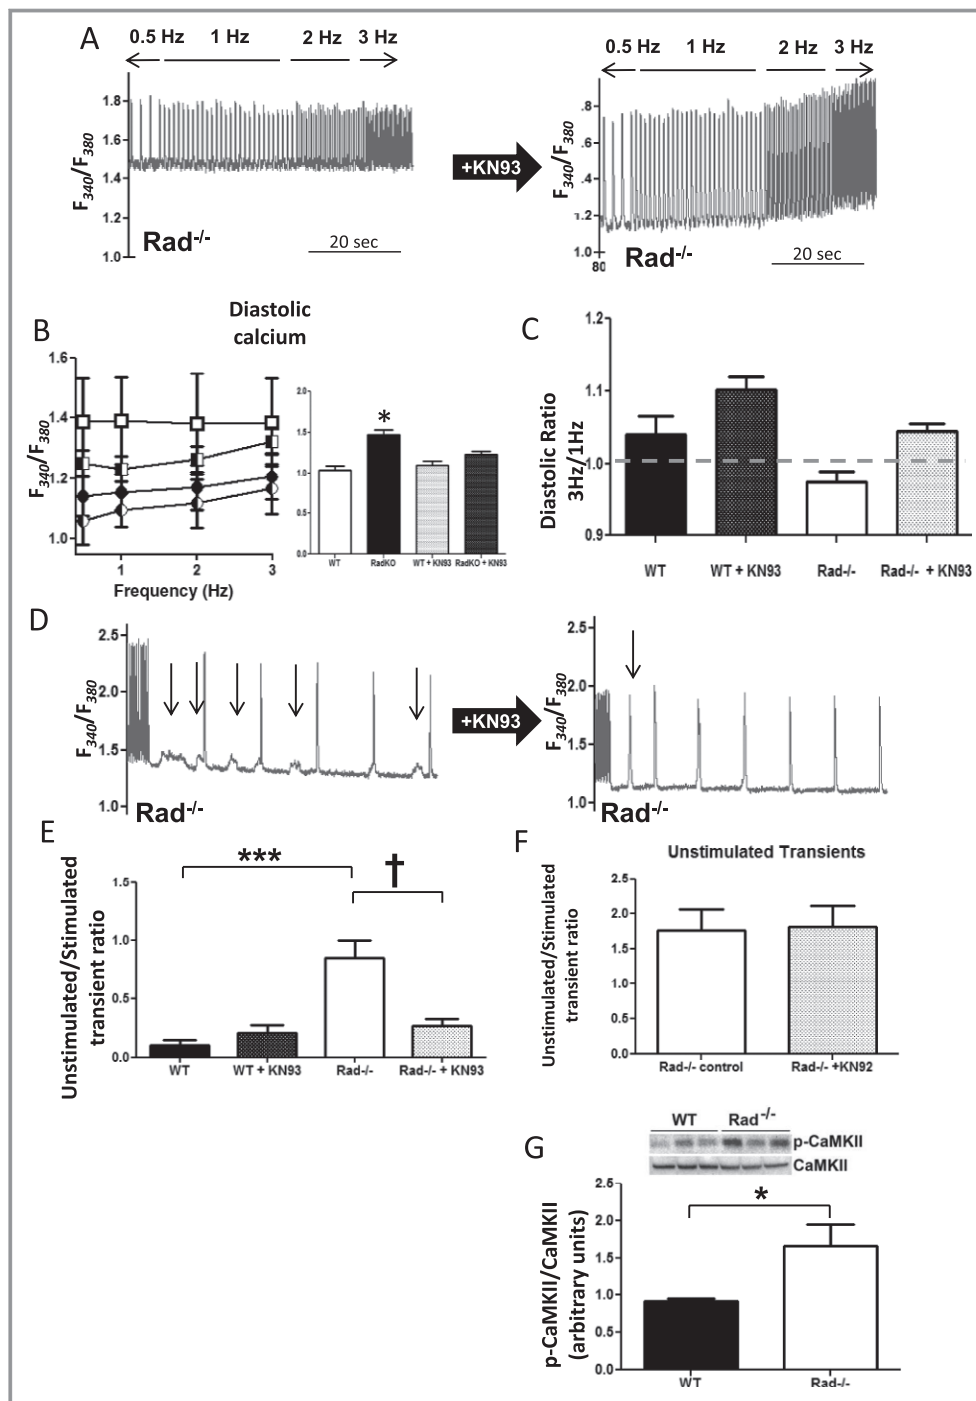 A
0.5 Hz 1 Hz 2 Hz 3 Hz
F340/F380
1.8
1.6
1.4
1.2
1.0
Rad-/-
20 sec
+KN93
0.5 Hz 1 Hz 2 Hz 3 Hz
F340/F380
.8
.6
.4
1.2
1.0
80
Rad-/-
20 sec
B
Diastolic
calcium
F340/F380
1.6
1.4
1.2
1.0
1 2 3
Frequency (Hz)
2.0
1.5
1.0
0.5
0.0
*
WT RadKO WT + KN93 RadKO + KN93
C
Diastolic Ratio
3Hz/1Hz
1.2
1.1
1.0
0.9
WT WT + KN93 Rad-/- Rad-/- + KN93
D
F340/F380
2.5
2.0
1.5
1.0
Rad-/-
+KN93
F340/F380
2.5
2.0
1.5
1.0
Rad-/-
E
Unstimulated/Stimulated
transient ratio
1.5
1.0
0.5
0.0
***
†
WT WT + KN93 Rad-/- Rad-/- + KN93
F
Unstimulated Transients
Unstimulated/Stimulated
transient ratio
2.5
2.0
1.5
1.0
0.5
0.0
Rad-/- control Rad-/- +KN92
G
WT Rad-/-
p-CaMKII
CaMKII
p-CaMKII/CaMKII
(arbitrary units)
2.5
2.0
1.5
1.0
0.5
0.0
*
WT Rad-/-